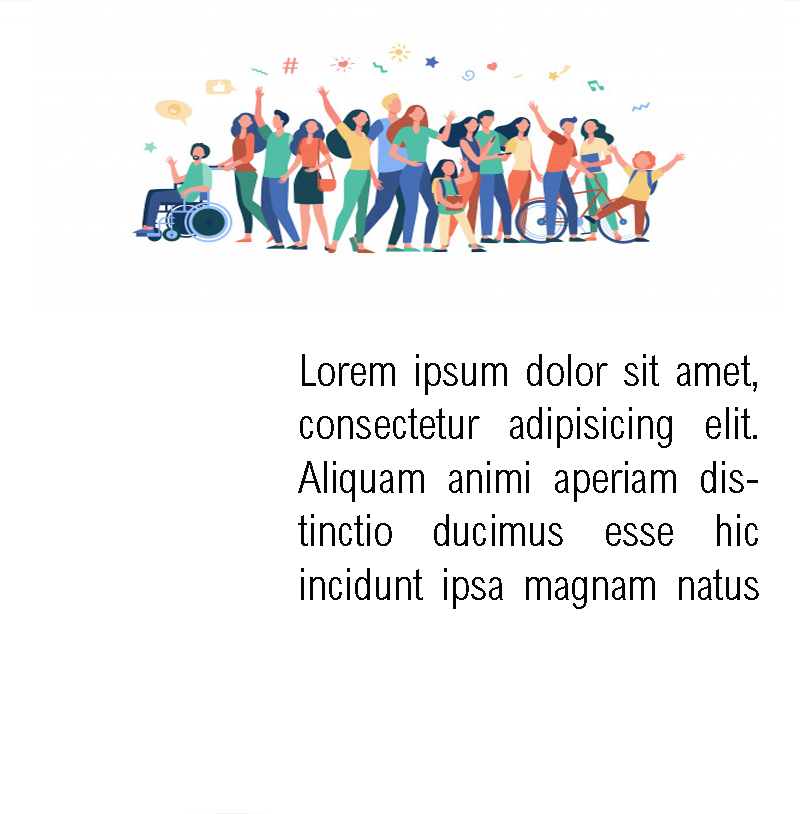 #
Lorem ipsum dolor sit amet,
consectetur adipisicing elit.
Aliquam animi aperiam dis-
tinctio ducimus esse hic
incidunt ipsa magnam natus